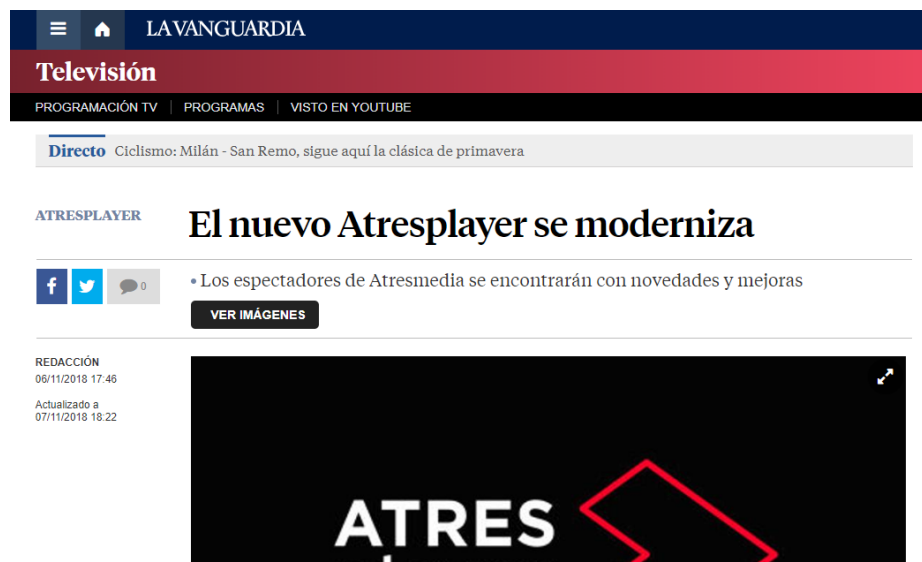 LA VANGUARDIA
Televisión
PROGRAMACIÓN TV | PROGRAMAS | VISTO EN YOUTUBE
Directo Ciclismo: Milán - San Remo, sigue aquí la clásica de primavera
ATRESPLAYER
El nuevo Atresplayer se moderniza
0
• Los espectadores de Atresmedia se encontrarán con novedades y mejoras
VER IMÁGENES
REDACCIÓN
06/11/2018 17:46
Actualizado a
07/11/2018 18:22
ATRES